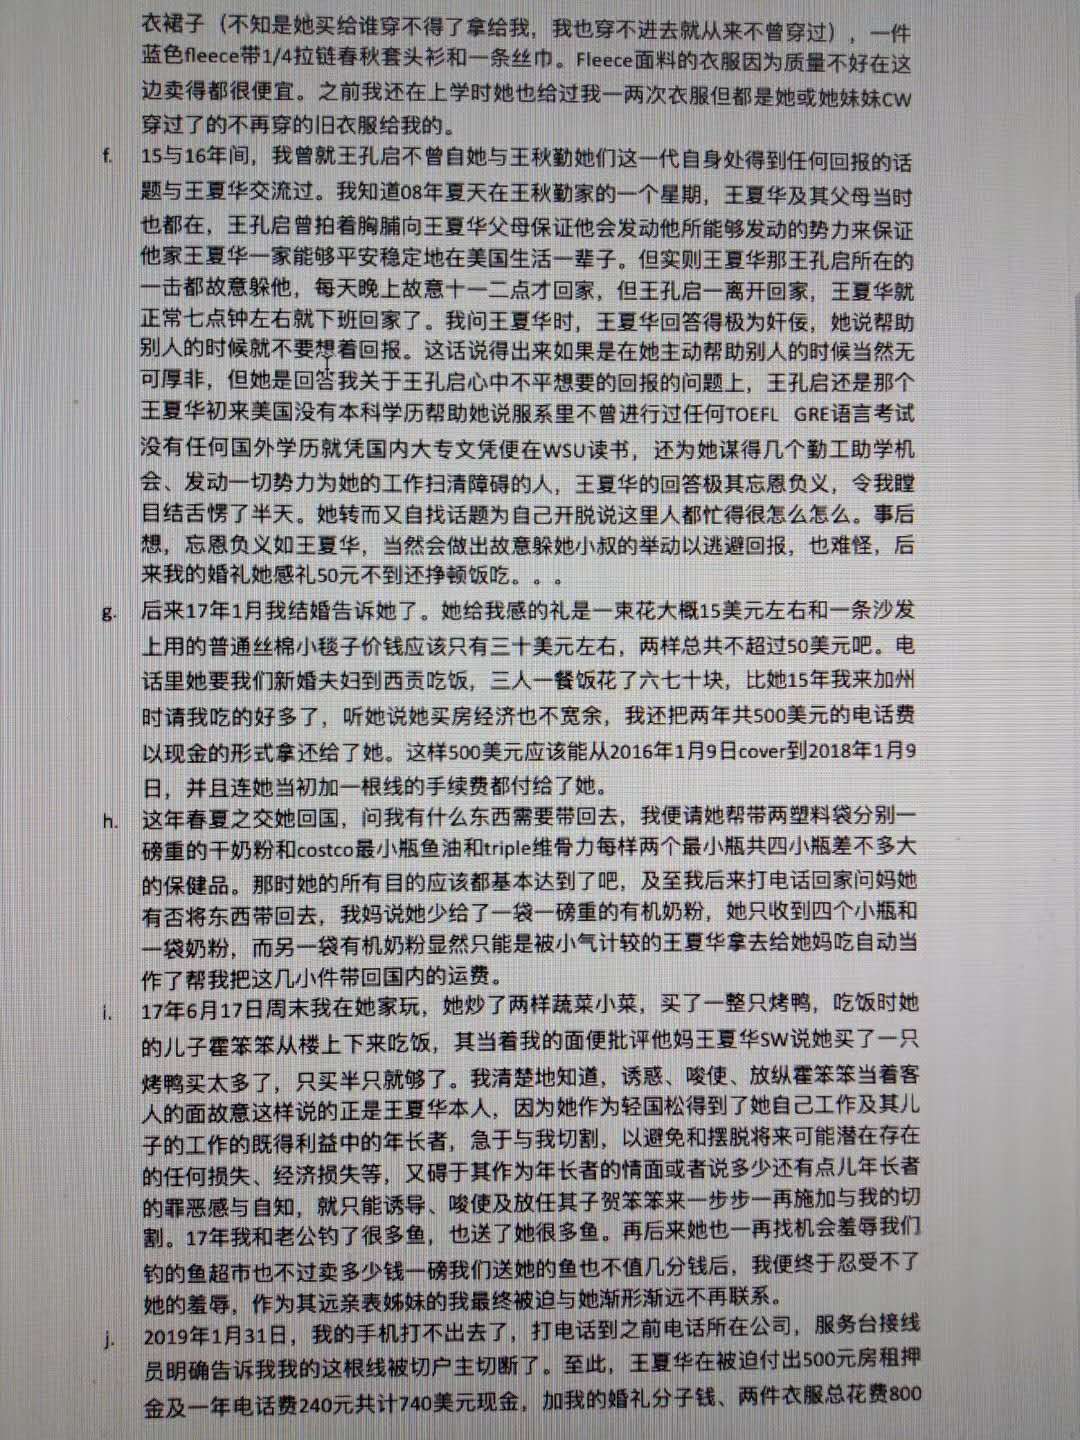 衣裙子（不知是她买给谁穿不得了拿给我，我也穿不进去就从来不曾穿过），一件
蓝色fleece带1/4拉链春秋套头衫和一条丝巾。Fleece面料的衣服因为质量不好在这
边卖得都很便宜。之前我还在上学时她也给过我一两次衣服但都是她或她妹妹CW
穿过了的不再穿的旧衣服给我的。
f. 15与16年间，我曾就王孔启不曾自她与王秋勤她们这一代自身处得到任何回报的话
题与王夏华交流过。我知道08年夏天在王秋勤家的一个星期，王夏华及其父母当时
也都在，王孔启曾拍着胸脯向王夏华父母保证他会发动他所能够发动的势力来保证
他家王夏华一家能够平安稳定地在美国生活一辈子。但实则王夏华那王孔启所在的
一击都故意躲他，每天晚上故意十一二点才回家，但王孔启一离开回家，王夏华就
正常七点钟左右就下班回家了。我问王夏华时，王夏华回答得极为奸佞，她说帮助
别人的时候就不要想着回报。这话说得出来如果是在她主动帮助别人的时候当然无
可厚非，但她是回答我关于王孔启心中不平想要的回报的问题上，王孔启还是那个
王夏华初来美国没有本科学历帮助她说服系里不曾进行过任何TOEFL GRE语言考试
没有任何国外学历就凭国内大专文凭便在WSU读书，还为她谋得几个勤工助学机
会、发动一切势力为她的工作扫清障碍的人，王夏华的回答极其忘恩负义，令我瞠
目结舌愣了半天。她转而又自找话题为自己开脱说这里人都忙得很怎么怎么。事后
想，忘恩负义如王夏华，当然会做出故意躲她小叔的举动以逃避回报，也难怪，后
来我的婚礼她感礼50元不到还挣顿饭吃。。。
g. 后来17年1月我结婚告诉她了。她给我感的礼是一束花大概15美元左右和一条沙发
上用的普通丝棉小毯子价钱应该只有三十美元左右，两样总共不超过50美元吧。电
话里她要我们新婚夫妇到西贡吃饭，三人一餐饭花了六七十块，比她15年我来加州
时请我吃的好多了，听她说她买房经济也不宽余，我还把两年共500美元的电话费
以现金的形式拿还给了她。这样500美元应该能从2016年1月9日cover到2018年1月9
日，并且连她当初加一根线的手续费都付给了她。
h. 这年春夏之交她回国，问我有什么东西需要带回去，我便请她帮带两塑料袋分别一
磅重的干奶粉和costco最小瓶鱼油和triple维骨力每样两个最小瓶共四小瓶差不多大
的保健品。那时她的所有目的应该都基本达到了吧，及至我后来打电话回家问妈她
有否将东西带回去，我妈说她少给了一袋一磅重的有机奶粉，她只收到四个小瓶和
一袋奶粉，而另一袋有机奶粉显然只能是被小气计较的王夏华拿去给她妈吃自动当
作了帮我把这几小件带回国内的运费。
i. 17年6月17日周末我在她家玩，她炒了两样蔬菜小菜，买了一整只烤鸭，吃饭时她
的儿子霍笨笨从楼上下来吃饭，其当着我的面便批评他妈王夏华SW说她买了一只
烤鸭买太多了，只买半只就够了。我清楚地知道，诱惑、唆使、放纵霍笨笨当着客
人的面故意这样说的正是王夏华本人，因为她作为轻国松得到了她自己工作及其儿
子的工作的既得利益中的年长者，急于与我切割，以避免和摆脱将来可能潜在存在
的任何损失、经济损失等，又碍于其作为年长者的情面或者说多少还有点儿年长者
的罪恶感与自知，就只能诱导、唆使及放任其子贺笨笨来一步步一再施加与我的切
割。17年我和老公钓了很多鱼，也送了她很多鱼。再后来她也一再找机会羞辱我们
钓的鱼超市也不过卖多少钱一磅我们送她的鱼也不值几分钱后，我便终于忍受不了
她的羞辱，作为其远亲表姊妹的我最终被迫与她渐形渐远不再联系。
j. 2019年1月31日，我的手机打不出去了，打电话到之前电话所在公司，服务台接线
员明确告诉我我的这根线被切户主切断了。至此，王夏华在被迫付出500元房租押
金及一年电话费240元共计740美元现金，加我的婚礼分子钱、两件衣服总花费800